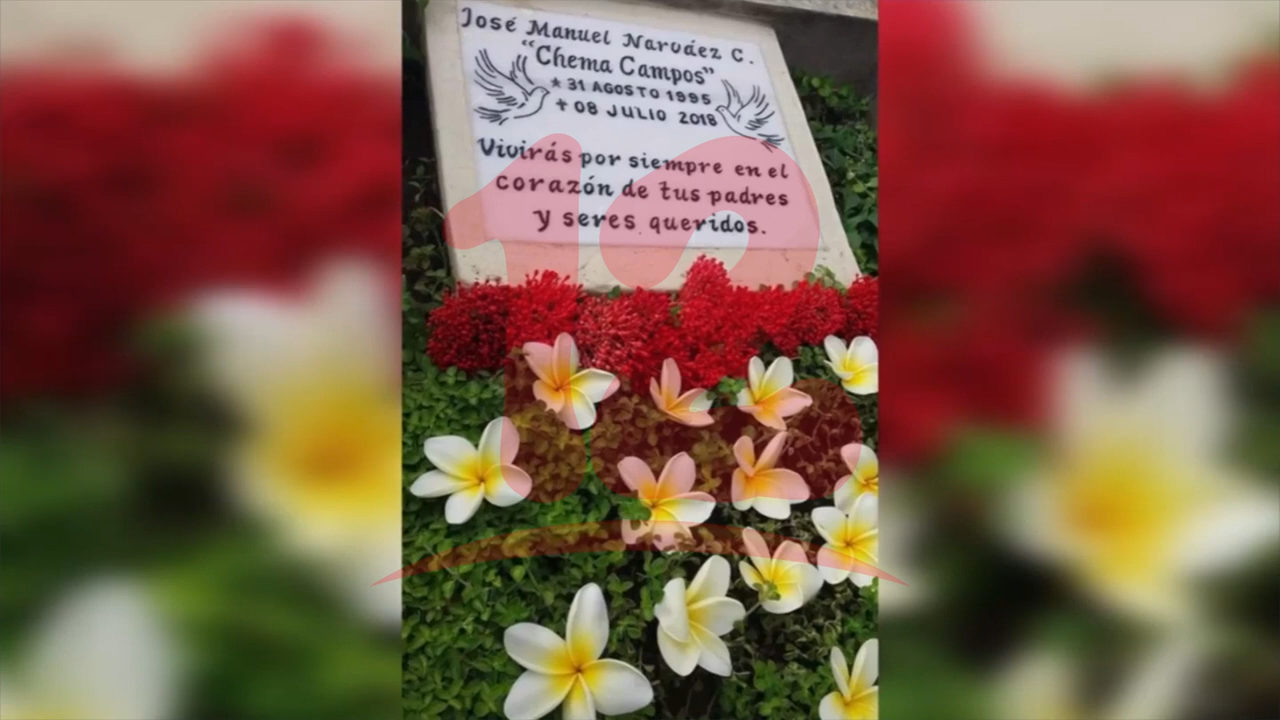 José Manuel Narváez C.
"Chema Campos"
* 31 AGOSTO 1995
✝ 08 JULIO 2018
Vivirás por siempre en el
corazón de tus padres
y seres queridos.